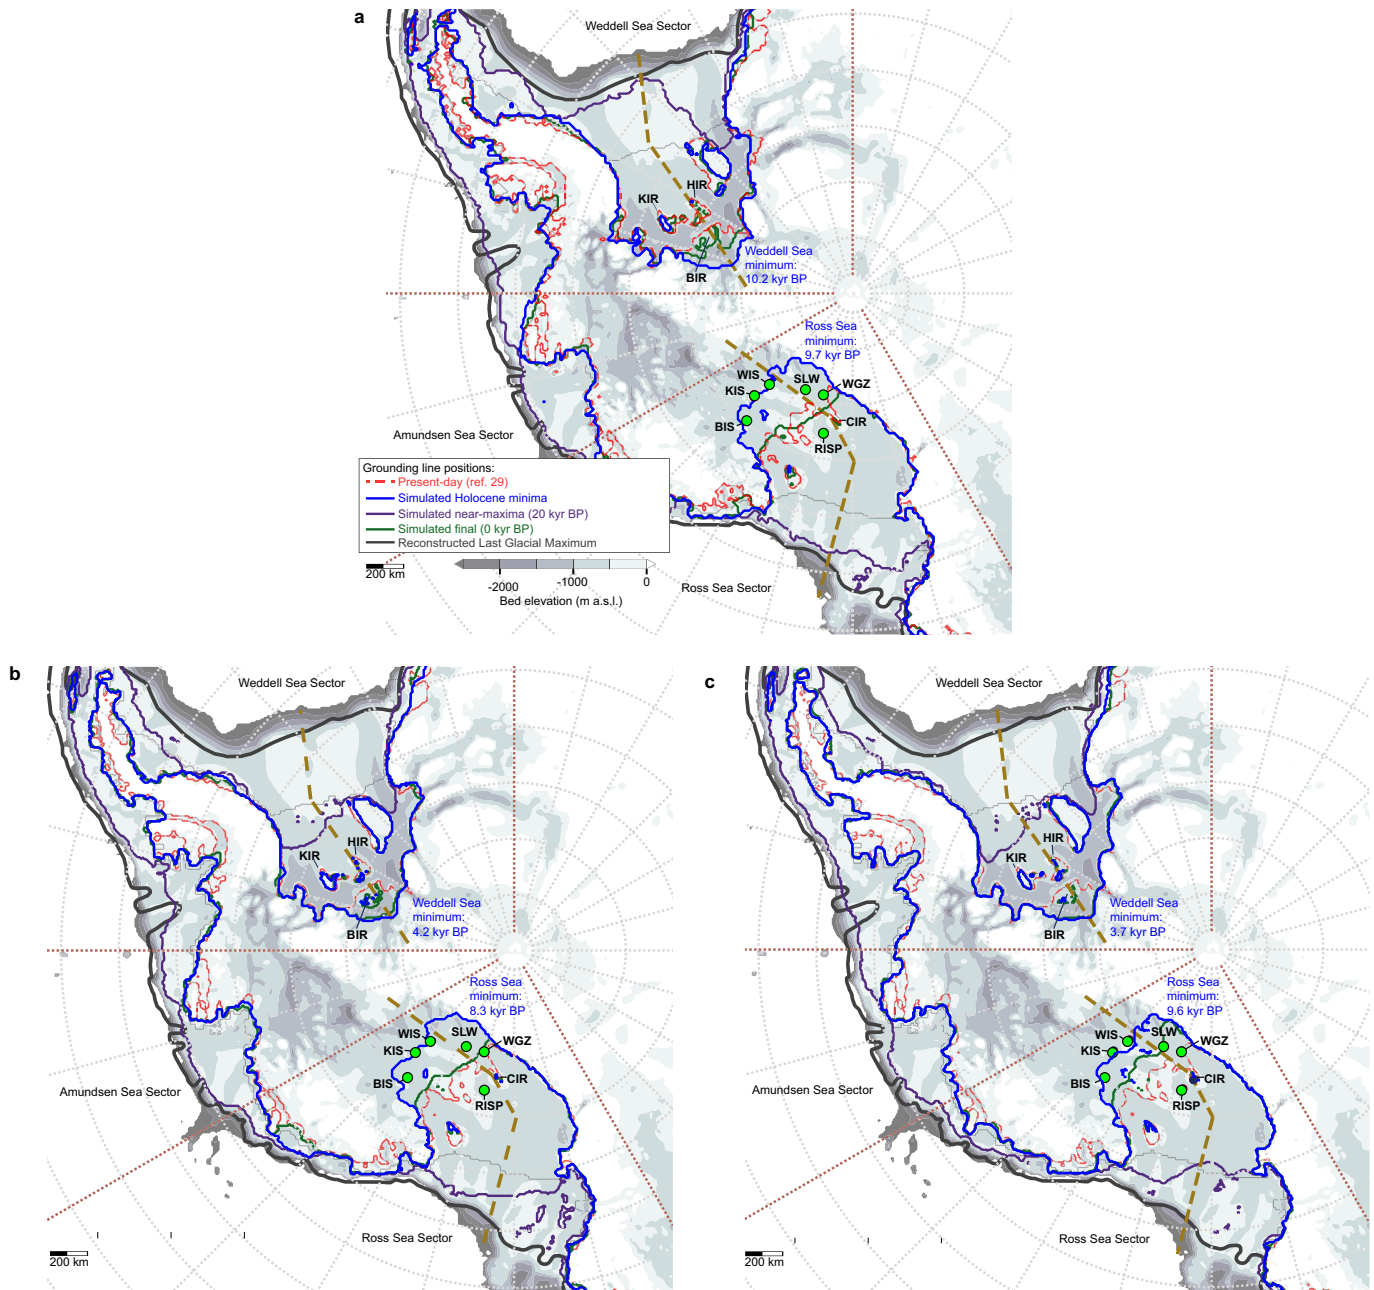 a
Weddell Sea Sector
HIR
KIR
BIR
Weddell Sea
minimum:
10.2 kyr BP
Ross Sea
minimum:
9.7 kyr BP
WIS
SLW
WGZ
KIS
BIS
CIR
RISP
Amundsen Sea Sector
Grounding line positions:
Present-day (ref. 29)
Simulated Holocene minima
Simulated near-maxima (20 kyr BP)
Simulated final (0 kyr BP)
Reconstructed Last Glacial Maximum
200 km
-2000
-1000
0
Bed elevation (m a.s.l.)
Ross Sea Sector
b
Weddell Sea Sector
HIR
KIR
BIR
Weddell Sea
minimum:
4.2 kyr BP
Ross Sea
minimum:
8.3 kyr BP
WIS
SLW
WGZ
KIS
BIS
CIR
RISP
Amundsen Sea Sector
Ross Sea Sector
200 km
c
Weddell Sea Sector
HIR
KIR
BIR
Weddell Sea
minimum:
3.7 kyr BP
Ross Sea
minimum:
9.6 kyr BP
WIS
SLW
WGZ
KIS
BIS
CIR
RISP
Amundsen Sea Sector
Ross Sea Sector
200 km